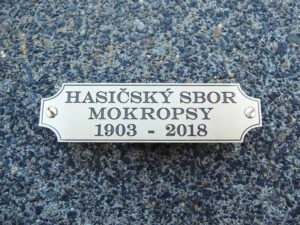 HASIČSKÝ SBOR
MOKROPSY
1903 - 2018